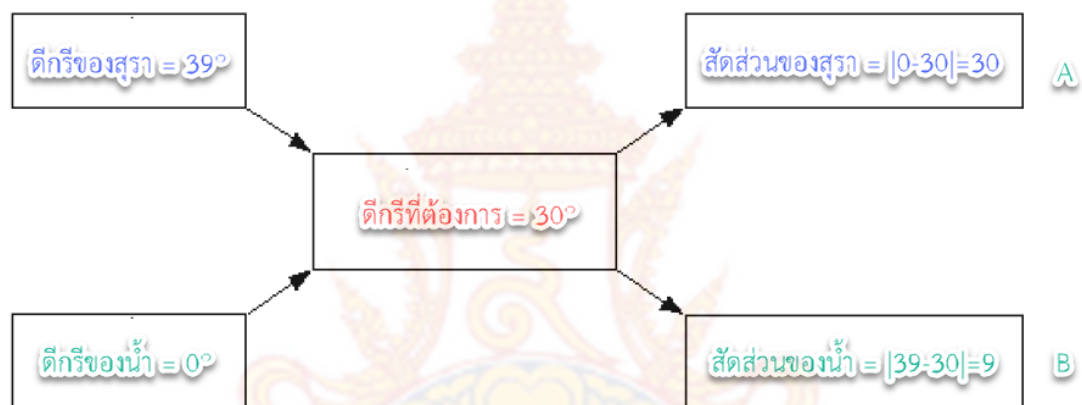 ดีกรีของสุรา = 39°
สัดส่วนของสุรา = |0-30|=30
A
ดีกรีที่ต้องการ = 30°
ดีกรีของน้ำ = 0°
สัดส่วนของน้ำ = |39-30|=9
B